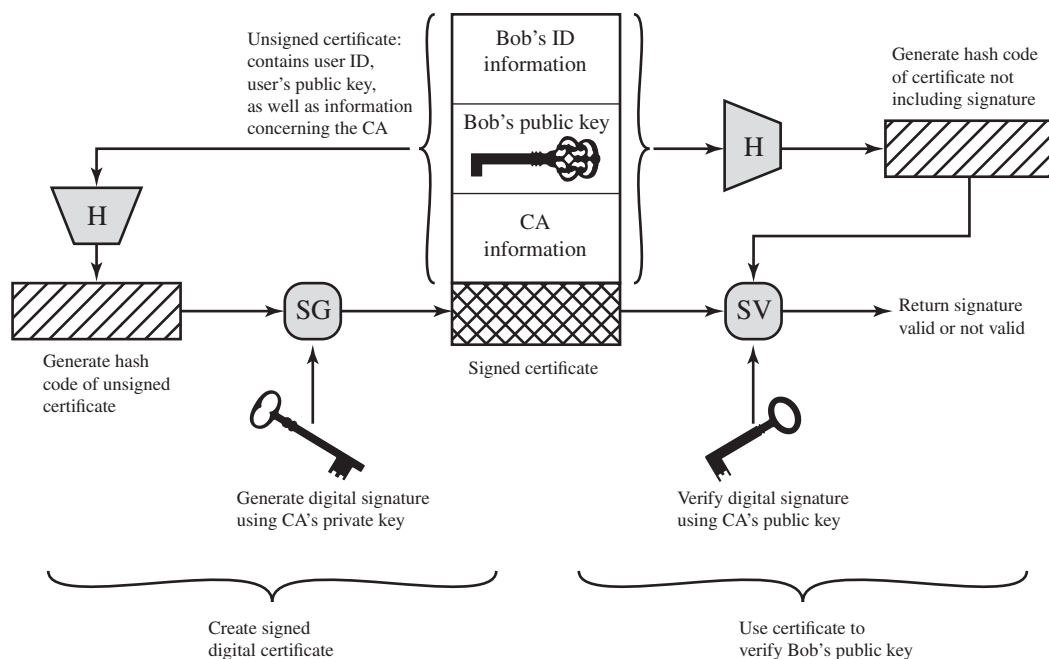 Unsigned certificate:
contains user ID,
user's public key,
as well as information
concerning the CA
Bob's ID
information
Bob's public key
CA
information
Generate hash code
of certificate not
including signature
H
H
SG
SV
Return signature
valid or not valid
Generate hash
code of unsigned
certificate
Signed certificate
Generate digital signature
using CA's private key
Verify digital signature
using CA's public key
Create signed
digital certificate
Use certificate to
verify Bob's public key